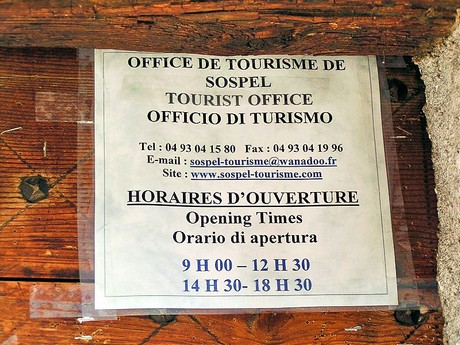 OFFICE DE TOURISME DE
SOSPEL
TOURIST OFFICE
OFFICIO DI TURISMO
Tel : 04 93 04 15 80 Fax : 04 93 04 19 96
E-mail : sospel-tourisme@wanadoo.fr
Site : www.sospel-tourisme.com
HORAIRES D'OUVERTURE
Opening Times
Orario di apertura
9 H 00 – 12 H 30
14 H 30- 18 H 30